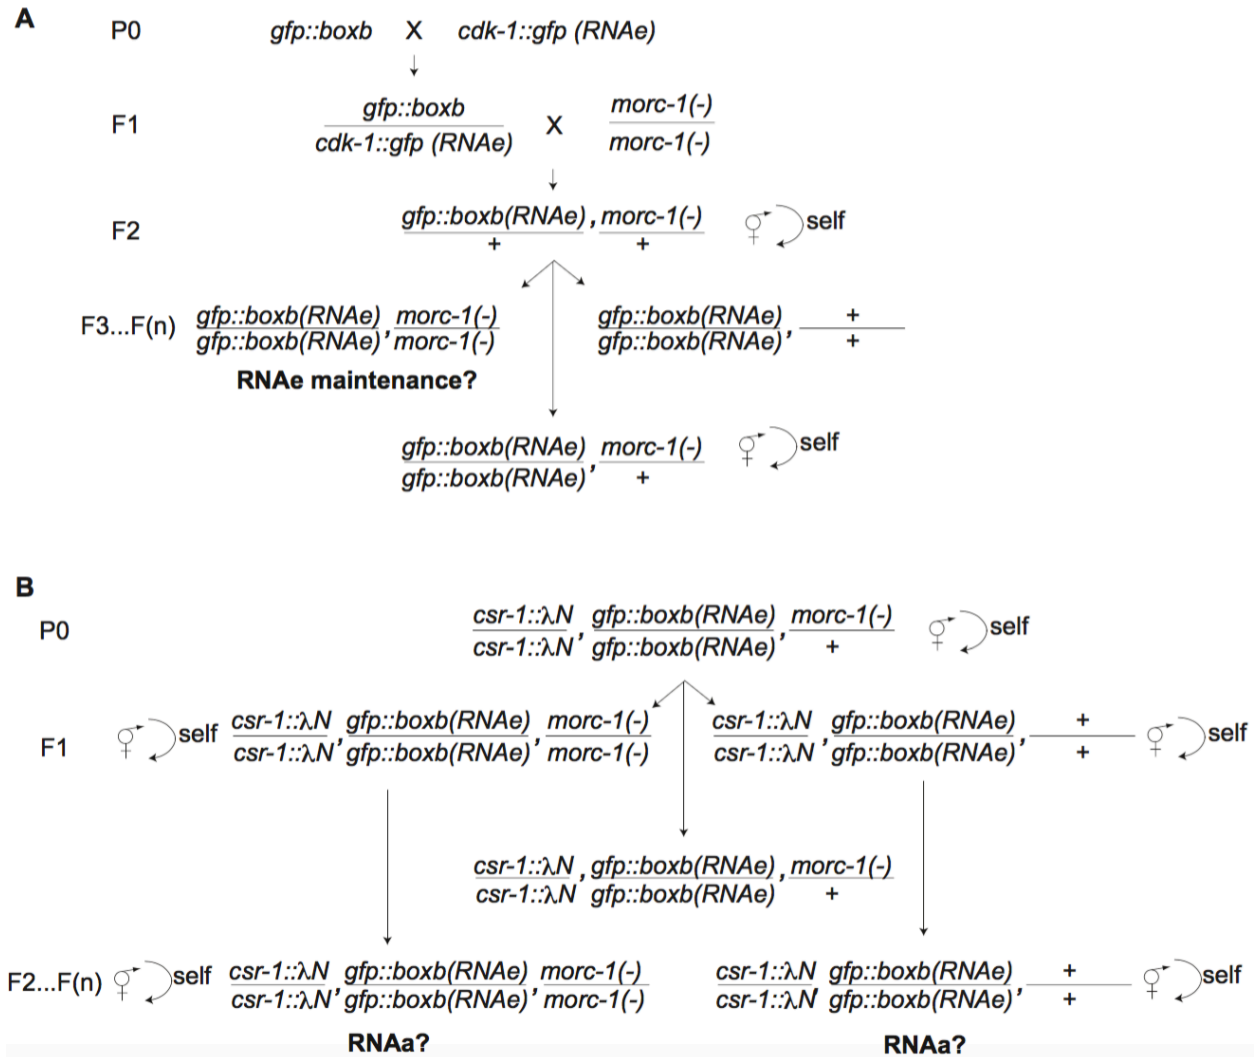 A
P0 gfp::boxb X cdk-1::gfp (RNAe)
F1 gfp::boxb X morc-1(-)
cdk-1::gfp (RNAe) morc-1(-)
F2 gfp::boxb(RNAe) , morc-1(-) self
+ +
F3...F(n) gfp::boxb(RNAe) , morc-1(-) gfp::boxb(RNAe) , +
gfp::boxb(RNAe) morc-1(-) gfp::boxb(RNAe) +
RNAe maintenance?
gfp::boxb(RNAe) , morc-1(-) self
gfp::boxb(RNAe) +
B
P0 csr-1::λN , gfp::boxb(RNAe) , morc-1(-) self
csr-1::λN gfp::boxb(RNAe) +
F1 self csr-1::λN , gfp::boxb(RNAe) , morc-1(-) csr-1::λN , gfp::boxb(RNAe) , + self
csr-1::λN gfp::boxb(RNAe) morc-1(-) csr-1::λN gfp::boxb(RNAe) +
csr-1::λN , gfp::boxb(RNAe) , morc-1(-)
csr-1::λN gfp::boxb(RNAe) +
F2...F(n) self csr-1::λN , gfp::boxb(RNAe) , morc-1(-) csr-1::λN , gfp::boxb(RNAe) , + self
csr-1::λN gfp::boxb(RNAe) morc-1(-) csr-1::λN gfp::boxb(RNAe) +
RNAa? RNAa?